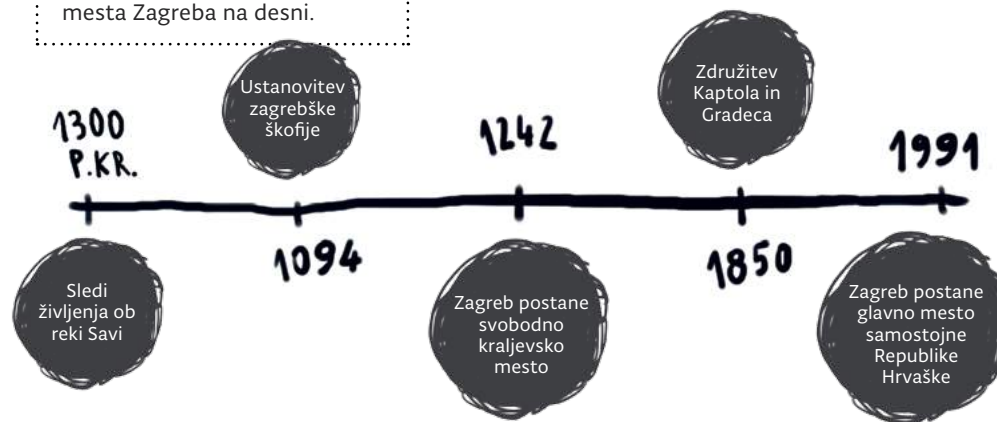 mesta Zagreba na desni.
Ustanovitev
zagrebške
škofije
Združitev
Kaptola in
Gradeca
1300
P.KR.
1242
1991
1094
1850
Sledi
življenja ob
reki Savi
Zagreb postane
svobodno
kraljevsko
mesto
Zagreb postane
glavno mesto
samostojne
Republike
Hrvaške